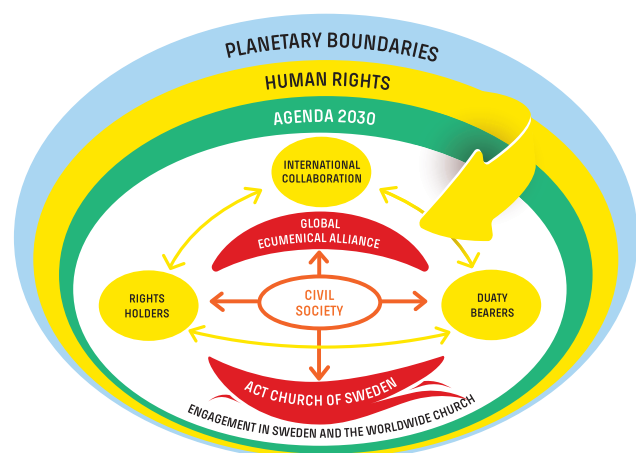 PLANETARY BOUNDARIES
HUMAN RIGHTS
AGENDA 2030
INTERNATIONAL
COLLABORATION
GLOBAL
ECUMENICAL ALLIANCE
RIGHTS
HOLDERS
CIVIL
SOCIETY
DUATY
BEARERS
ACT CHURCH OF SWEDEN
ENGAGEMENT IN SWEDEN AND THE WORLDWIDE CHURCH